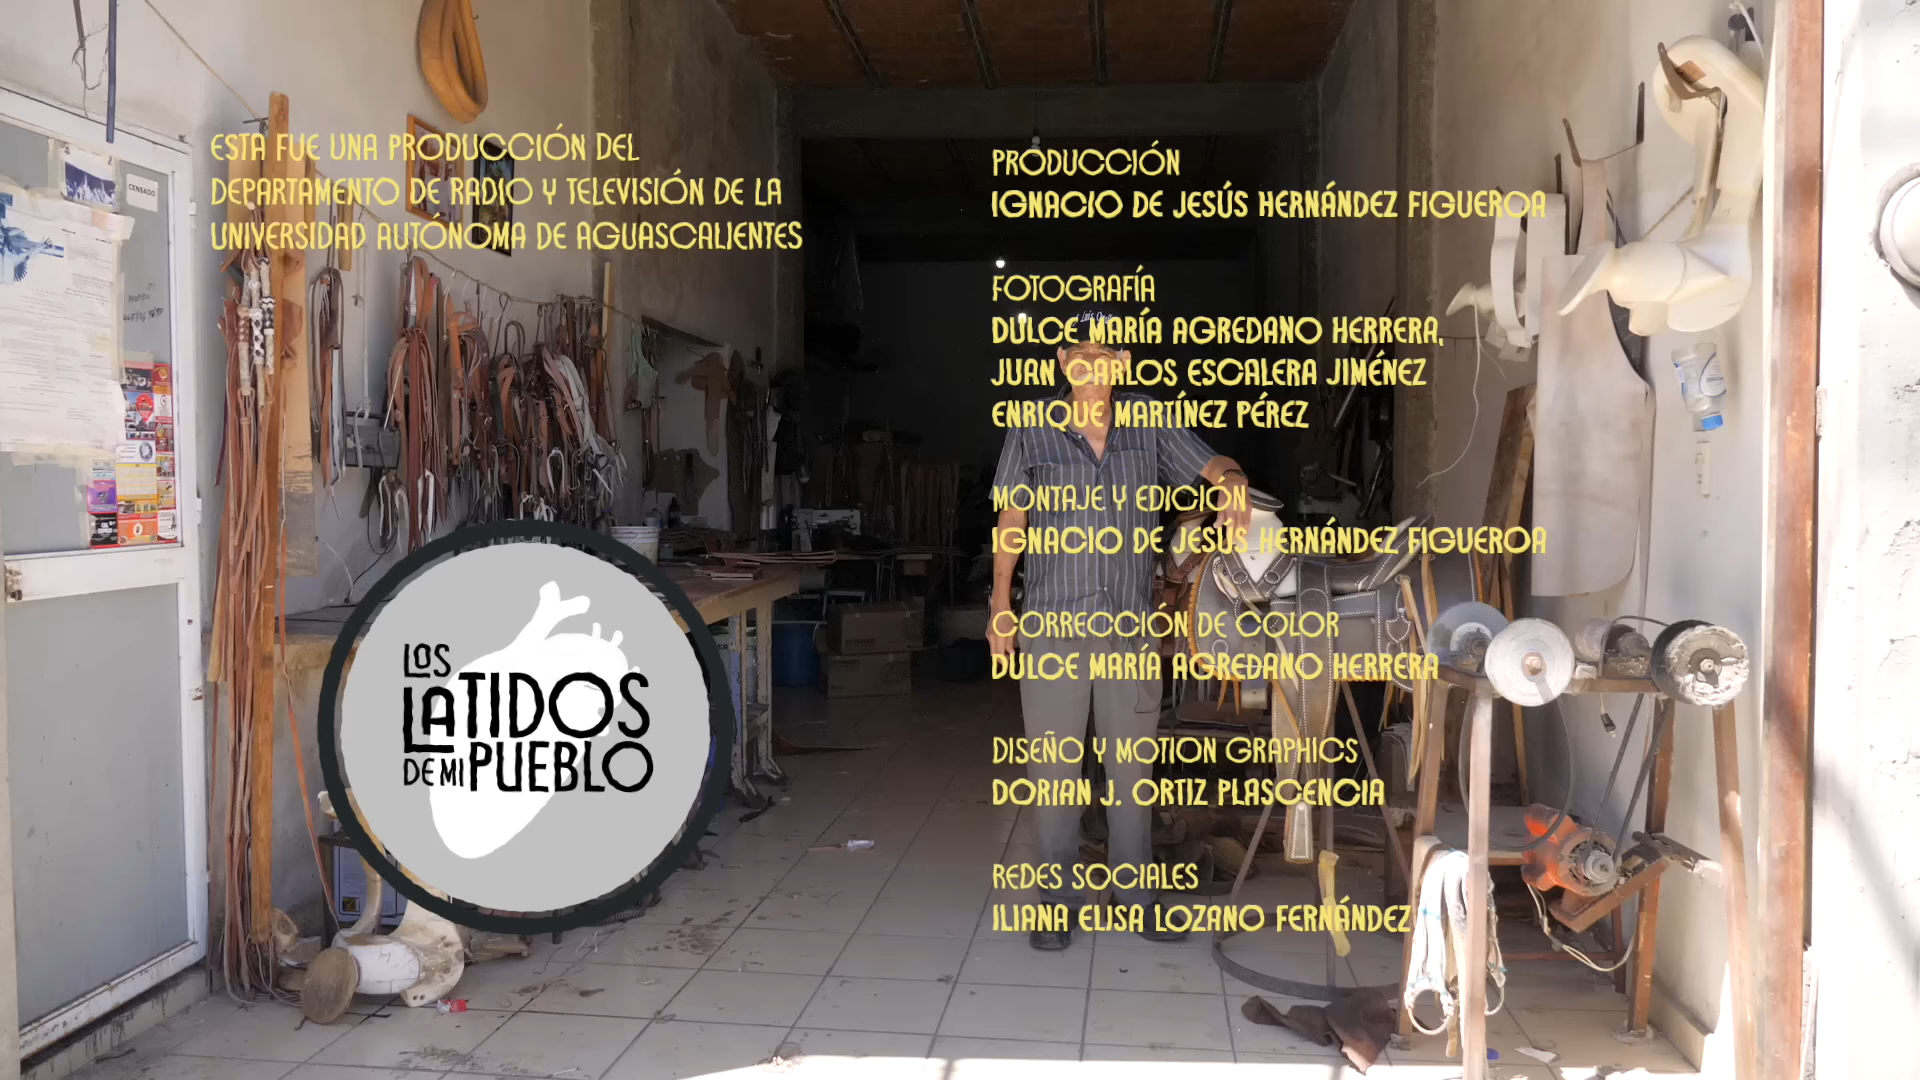 ESTA FUE UNA PRODUCCIÓN DEL
DEPARTAMENTO DE RADIO Y TELEVISIÓN DE LA
UNIVERSIDAD AUTÓNOMA DE AGUASCALIENTES
LOS
LATIDOS
DE MI PUEBLO
PRODUCCIÓN
IGNACIO DE JESÚS HERNÁNDEZ FIGUEROA
FOTOGRAFÍA
DULCE MARÍA AGREDANO HERRERA,
JUAN CARLOS ESCALERA JIMÉNEZ
ENRIQUE MARTÍNEZ PÉREZ
MONTAJE Y EDICIÓN
IGNACIO DE JESÚS HERNÁNDEZ FIGUEROA
CORRECCIÓN DE COLOR
DULCE MARÍA AGREDANO HERRERA
DISEÑO Y MOTION GRAPHICS
DORIAN J. ORTIZ PLASCENCIA
REDES SOCIALES
ILIANA ELISA LOZANO FERNÁNDEZ
CENSADO